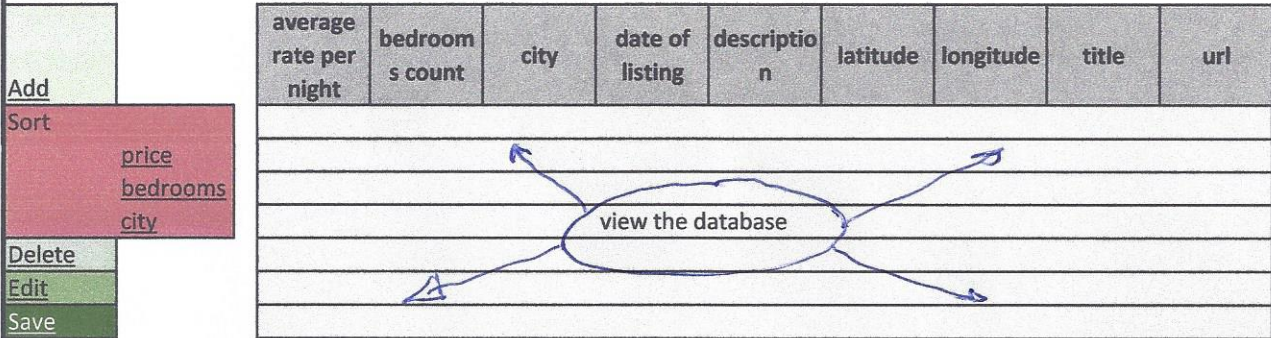 Add
Sort
price
bedrooms
city
Delete
Edit
Save
average
rate per
night
bedroom
s count
city
date of
listing
descriptio
n
latitude
longitude
title
url
view the database